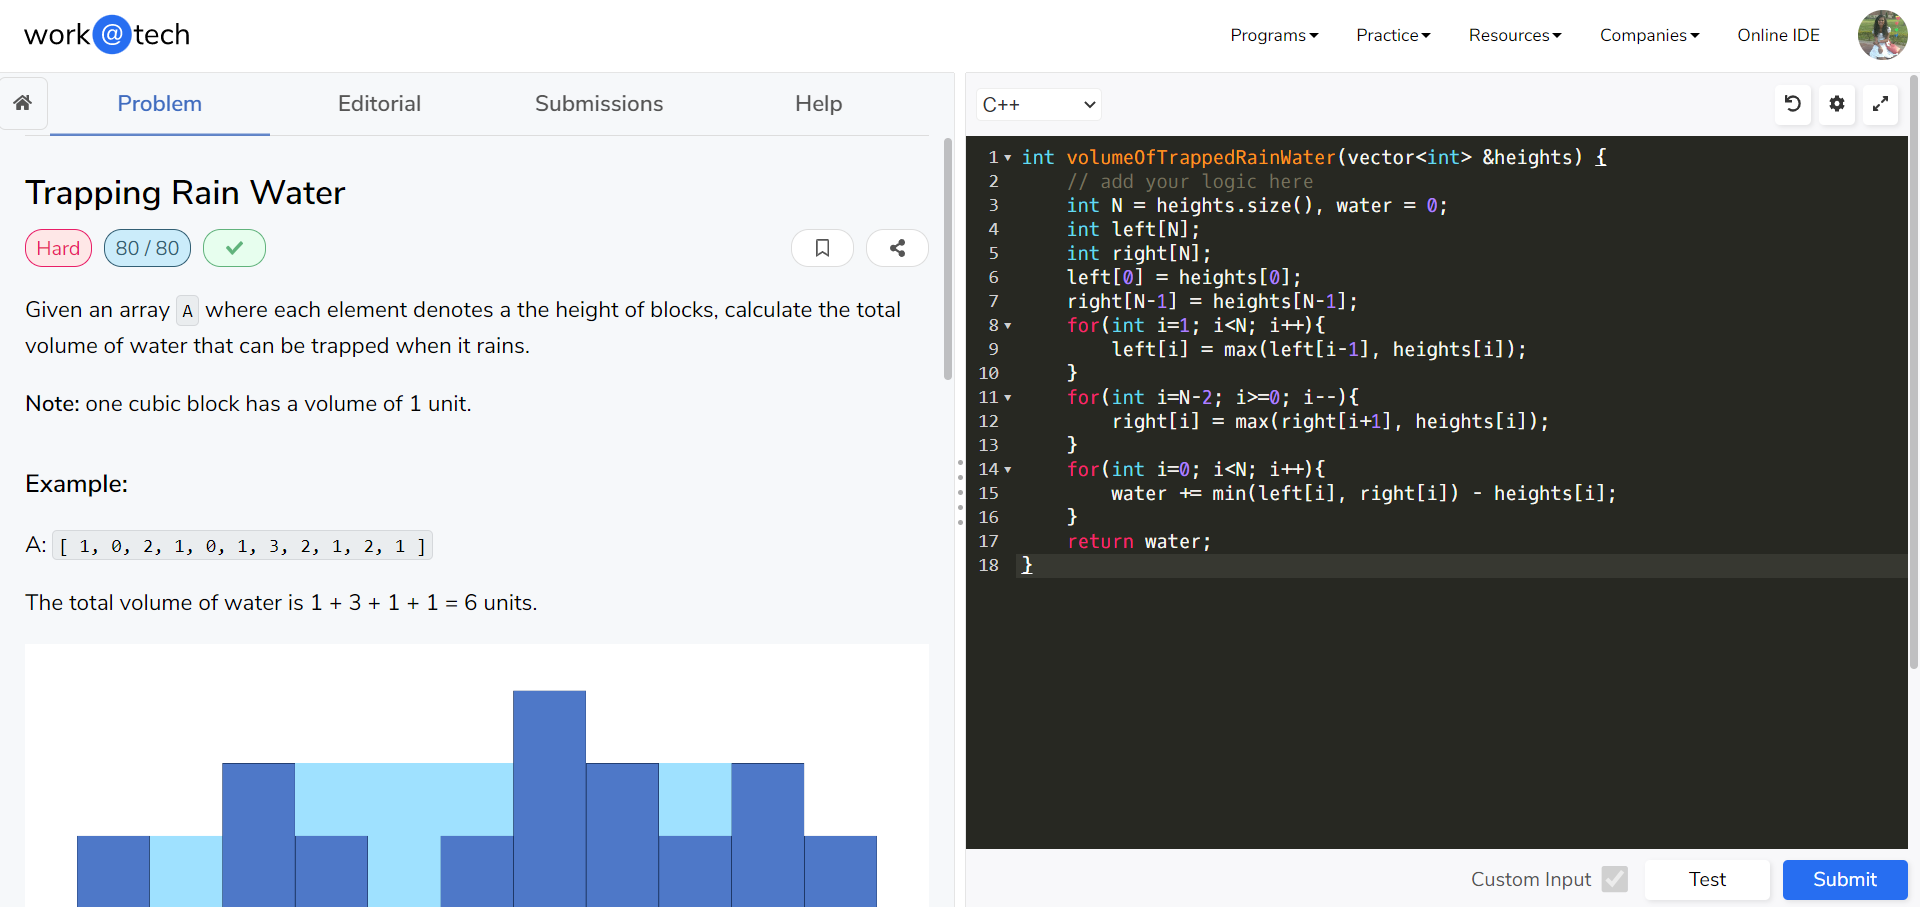 work@tech
Programs
Practice
Resources
Companies
Online IDE
Problem
Editorial
Submissions
Help
Trapping Rain Water
Hard
80 / 80
Given an array A where each element denotes a the height of blocks, calculate the total
volume of water that can be trapped when it rains.
Note: one cubic block has a volume of 1 unit.
Example:
A: [ 1, 0, 2, 1, 0, 1, 3, 2, 1, 2, 1 ]
The total volume of water is 1 + 3 + 1 + 1 = 6 units.
C++
1 int volumeOfTrappedRainWater(vector<int> &heights) {
2     // add your logic here
3     int N = heights.size(), water = 0;
4     int left[N];
5     int right[N];
6     left[0] = heights[0];
7     right[N-1] = heights[N-1];
8     for(int i=1; i<N; i++){
9         left[i] = max(left[i-1], heights[i]);
10     }
11     for(int i=N-2; i>=0; i--){
12         right[i] = max(right[i+1], heights[i]);
13     }
14     for(int i=0; i<N; i++){
15         water += min(left[i], right[i]) - heights[i];
16     }
17     return water;
18 }
Custom Input
Test
Submit